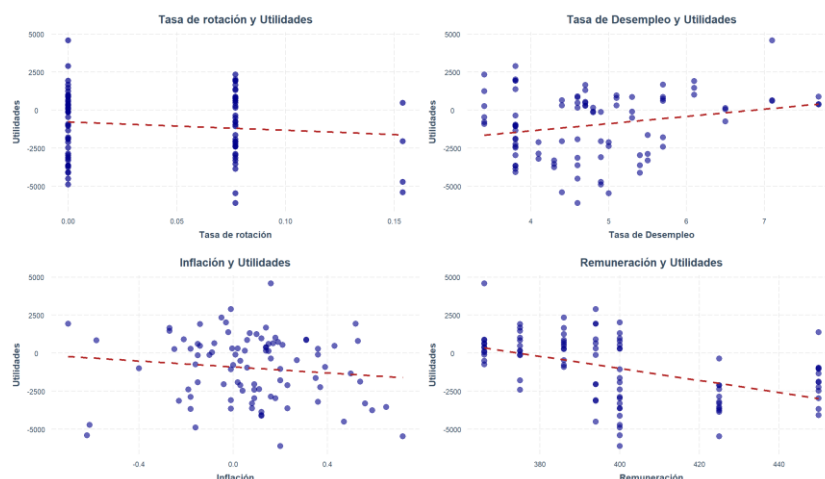 Tasa de rotación y Utilidades
Utilidades
5000
2500
0
-2500
-5000
0.00
0.05
0.10
0.15
Tasa de rotación
Tasa de Desempleo y Utilidades
Utilidades
5000
2500
0
-2500
-5000
4
5
6
7
Tasa de Desempleo
Inflación y Utilidades
Utilidades
5000
2500
0
-2500
-5000
-0.4
0.0
0.4
Inflación
Remuneración y Utilidades
Utilidades
5000
2500
0
-2500
-5000
380
400
420
440
Remuneración